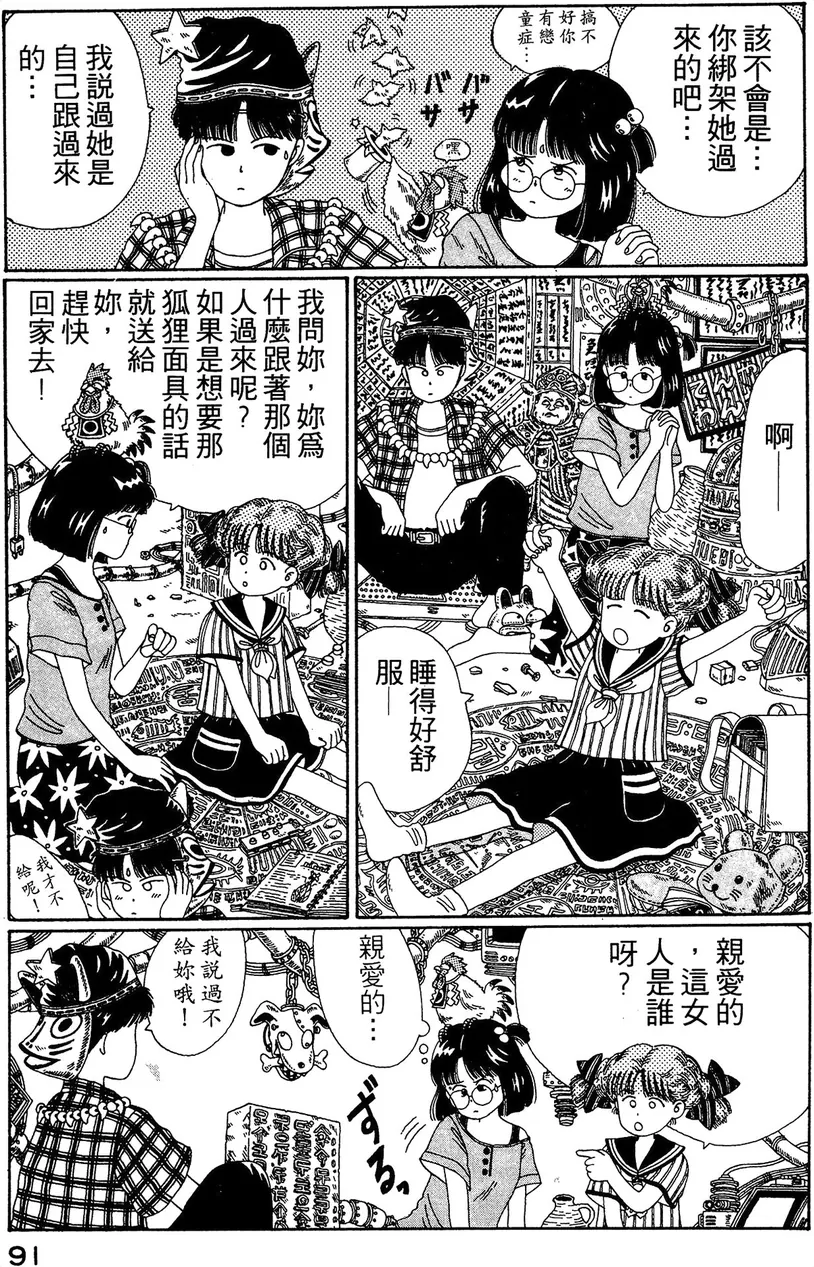 該不會是…
你綁架她過
來的吧…
搞不
好你
有戀
童症…
バサ
バサ
嘿
我說過她是
自己跟過來
的…
啊—
睡得好舒
服—
我問妳，妳為
什麼跟著那個
人過來呢？
如果是想要那
狐狸面具的話
就送給
妳，
趕快
回家去！
我才不
給呢！
親愛的
，這女
人是誰
呀？
親愛的…
ずるっ
我說過不
給妳哦！
91